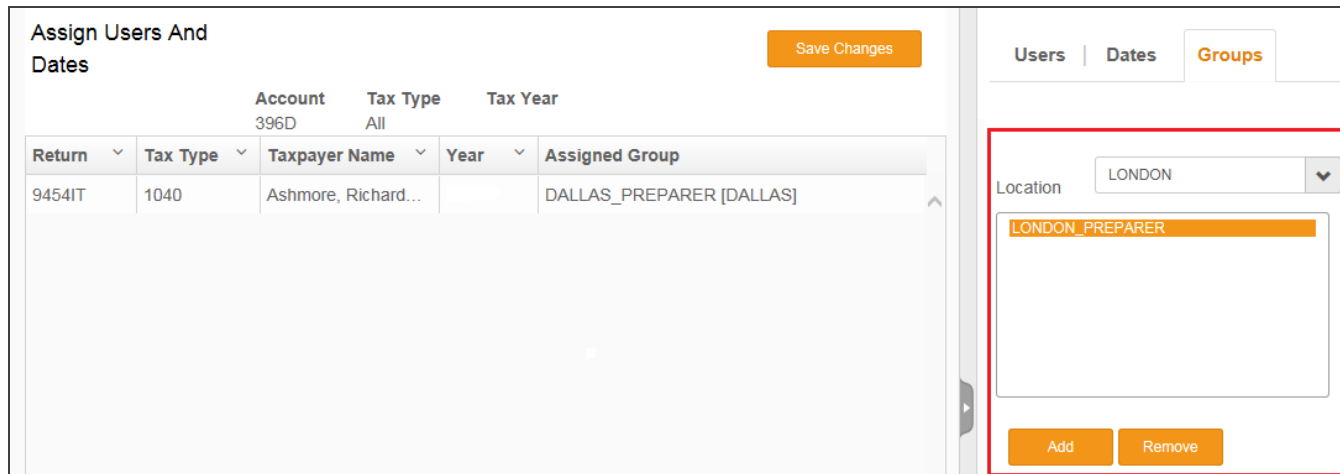 Assign Users And
Dates
Save Changes
Account Tax Type Tax Year
396D All
Return Tax Type Taxpayer Name Year Assigned Group
9454IT 1040 Ashmore, Richard... DALLAS_PREPARER [DALLAS]
Users | Dates Groups
Location LONDON
LONDON_PREPARER
Add Remove